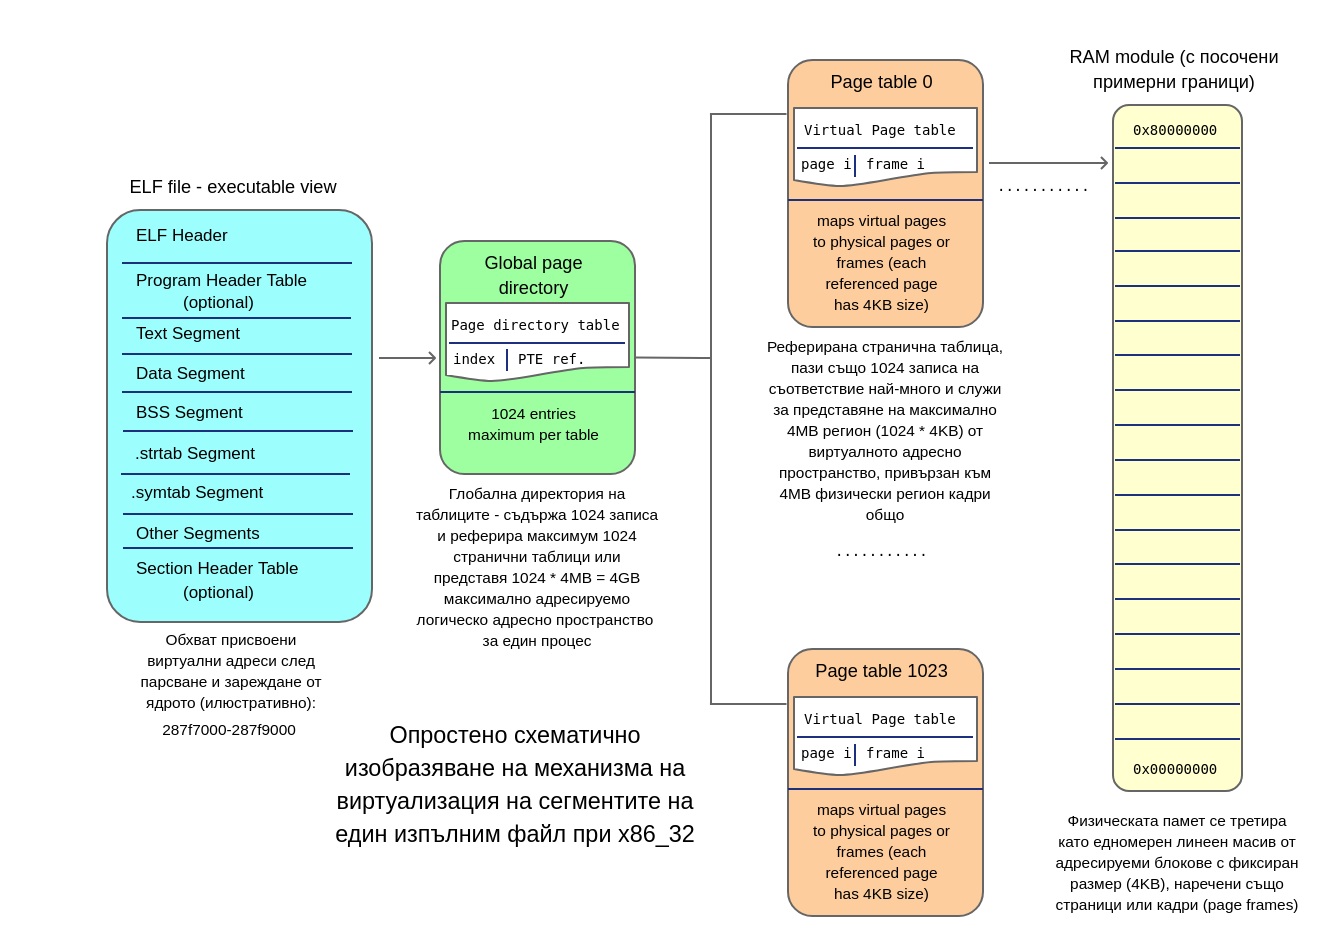 ELF file - executable view
ELF Header
Program Header Table
(optional)
Text Segment
Data Segment
BSS Segment
.strtab Segment
.symtab Segment
Other Segments
Section Header Table
(optional)
Обхват присвоени
виртуални адреси след
парсване и зареждане от
ядрото (илюстративно):
287f7000-287f9000
Global page
directory
Page directory table
index PTE ref.
1024 entries
maximum per table
Глобална директория на
таблиците - съдържа 1024 записа
и реферира максимум 1024
странични таблици или
представя 1024 * 4MB = 4GB
максимално адресируемо
логическо адресно пространство
за един процес
Опростено схематично
изобразяване на механизма на
виртуализация на сегментите на
един изпълним файл при x86_32
Page table 0
Virtual Page table
page i frame i
maps virtual pages
to physical pages or
frames (each
referenced page
has 4KB size)
Реферирана странична таблица,
пази също 1024 записа на
съответствие най-много и служи
за представяне на максимално
4MB регион (1024 * 4KB) от
виртуалното адресно
пространство, привързан към
4MB физически регион кадри
общо
. . . . . . . . . . .
Page table 1023
Virtual Page table
page i frame i
maps virtual pages
to physical pages or
frames (each
referenced page
has 4KB size)
. . . . . . . . . . .
RAM module (с посочени
примерни граници)
0x80000000
0x00000000
Физическата памет се третира
като едномерен линеен масив от
адресируеми блокове с фиксиран
размер (4KB), наречени също
страници или кадри (page frames)